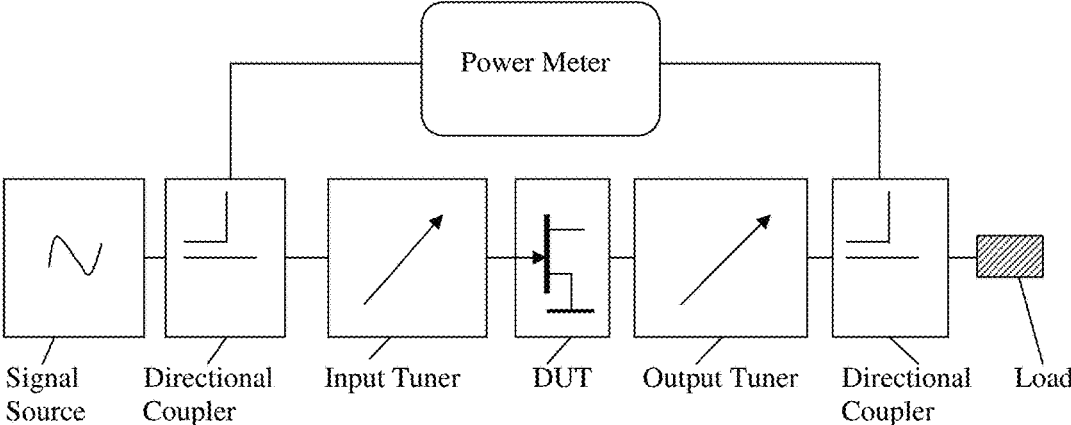 Power Meter
Signal
Source
Directional
Coupler
Input Tuner
DUT
Output Tuner
Directional
Coupler
Load